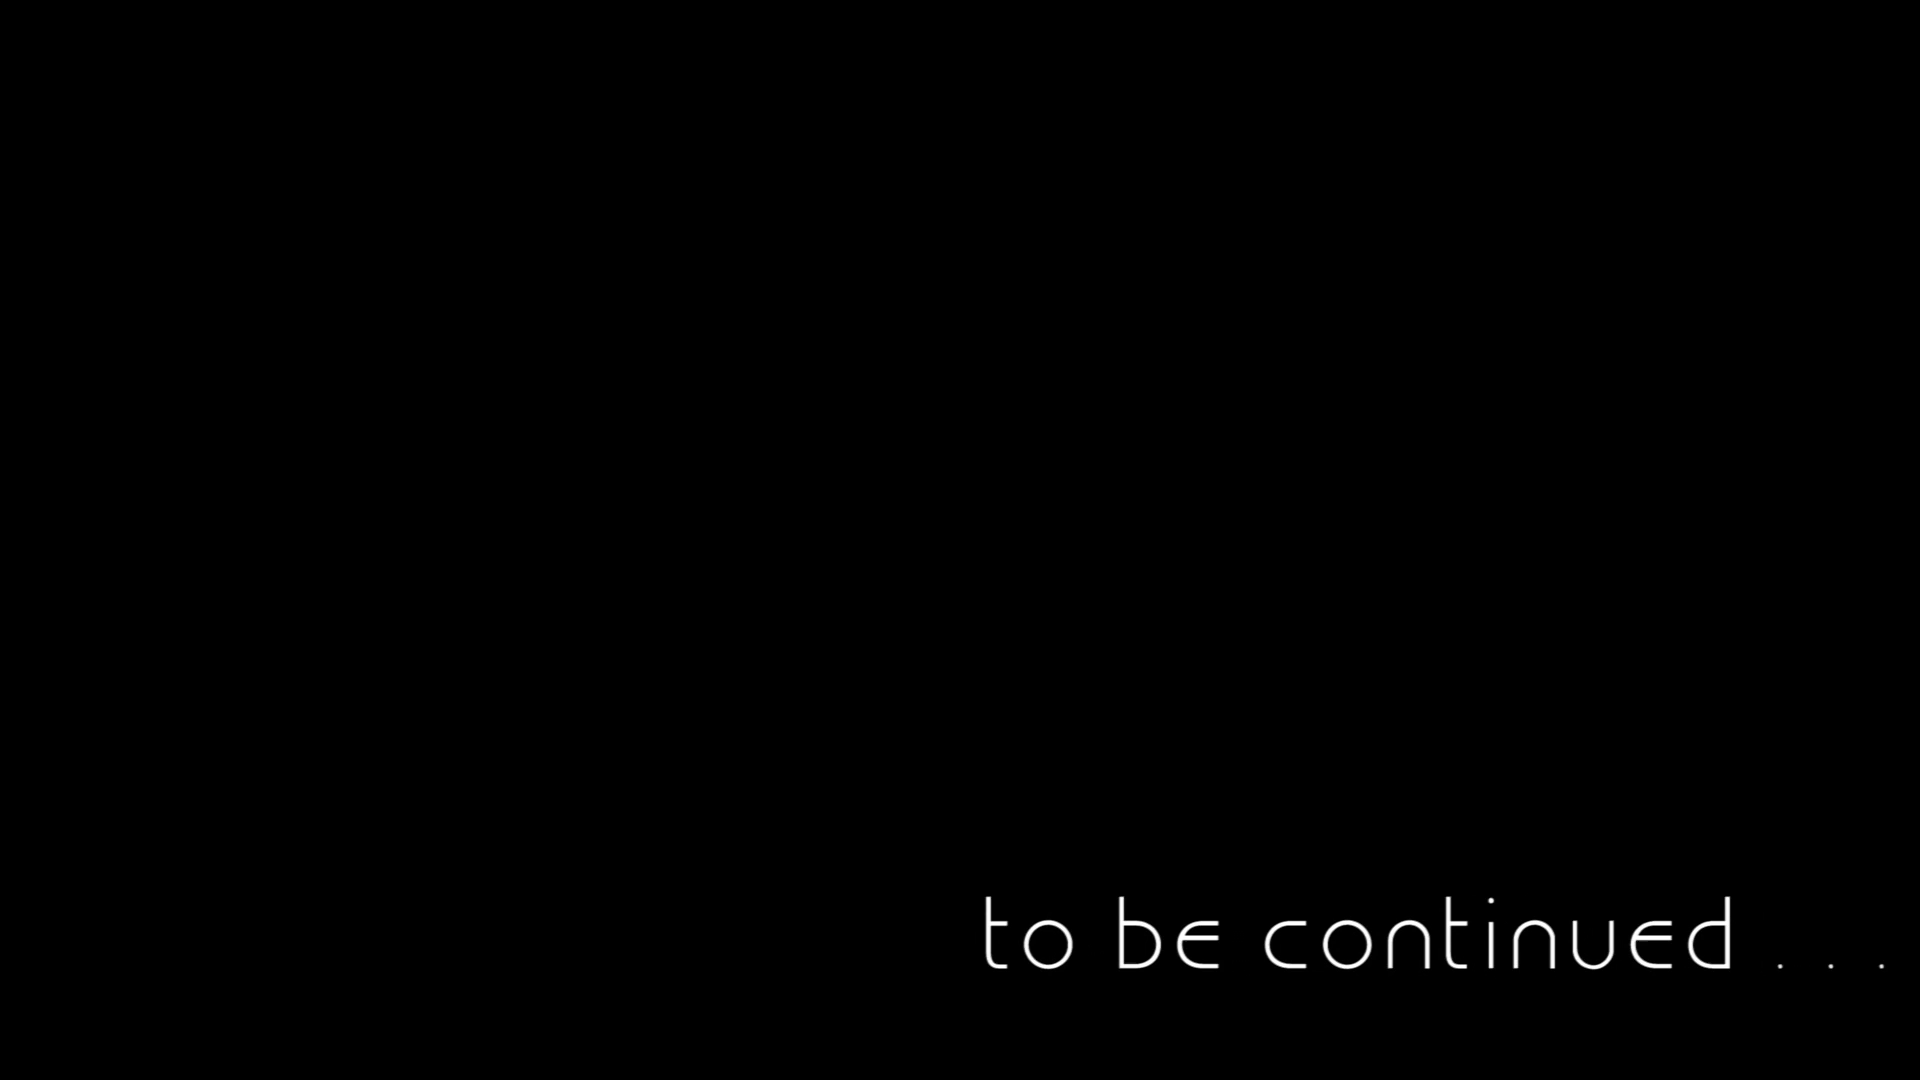 to be continued . . .